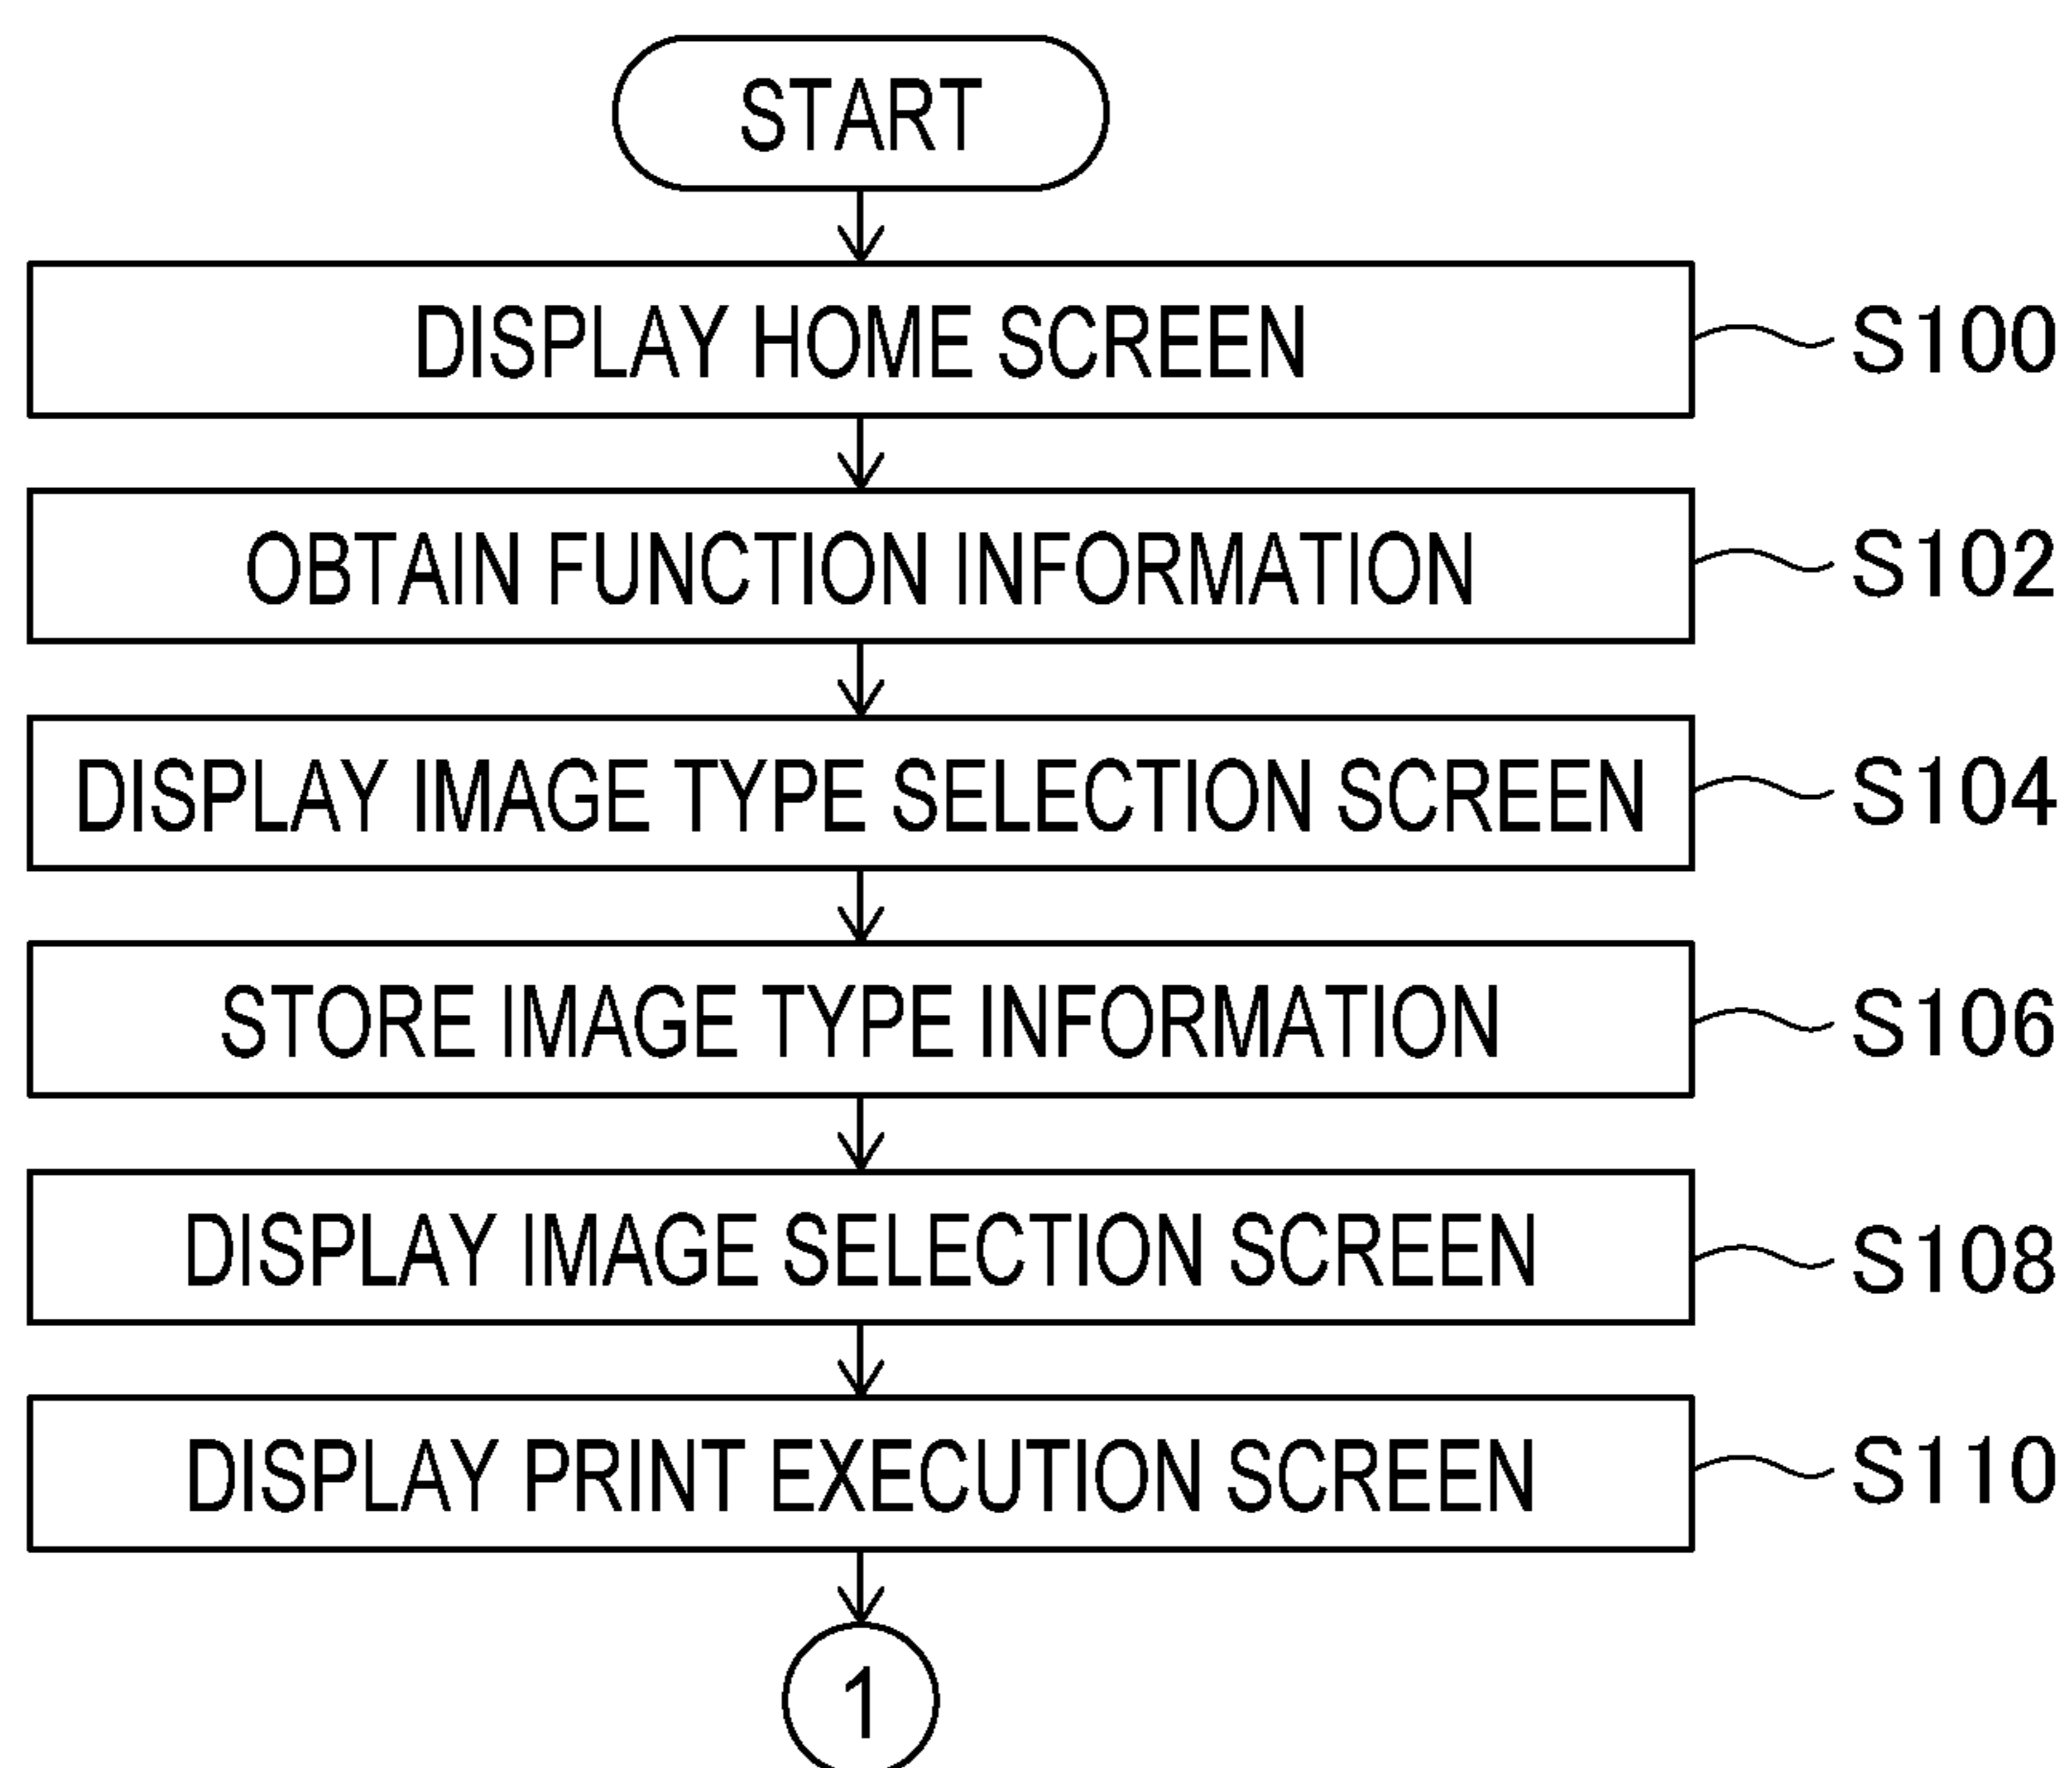 START
DISPLAY HOME SCREEN S100
OBTAIN FUNCTION INFORMATION S102
DISPLAY IMAGE TYPE SELECTION SCREEN S104
STORE IMAGE TYPE INFORMATION S106
DISPLAY IMAGE SELECTION SCREEN S108
DISPLAY PRINT EXECUTION SCREEN S110
1